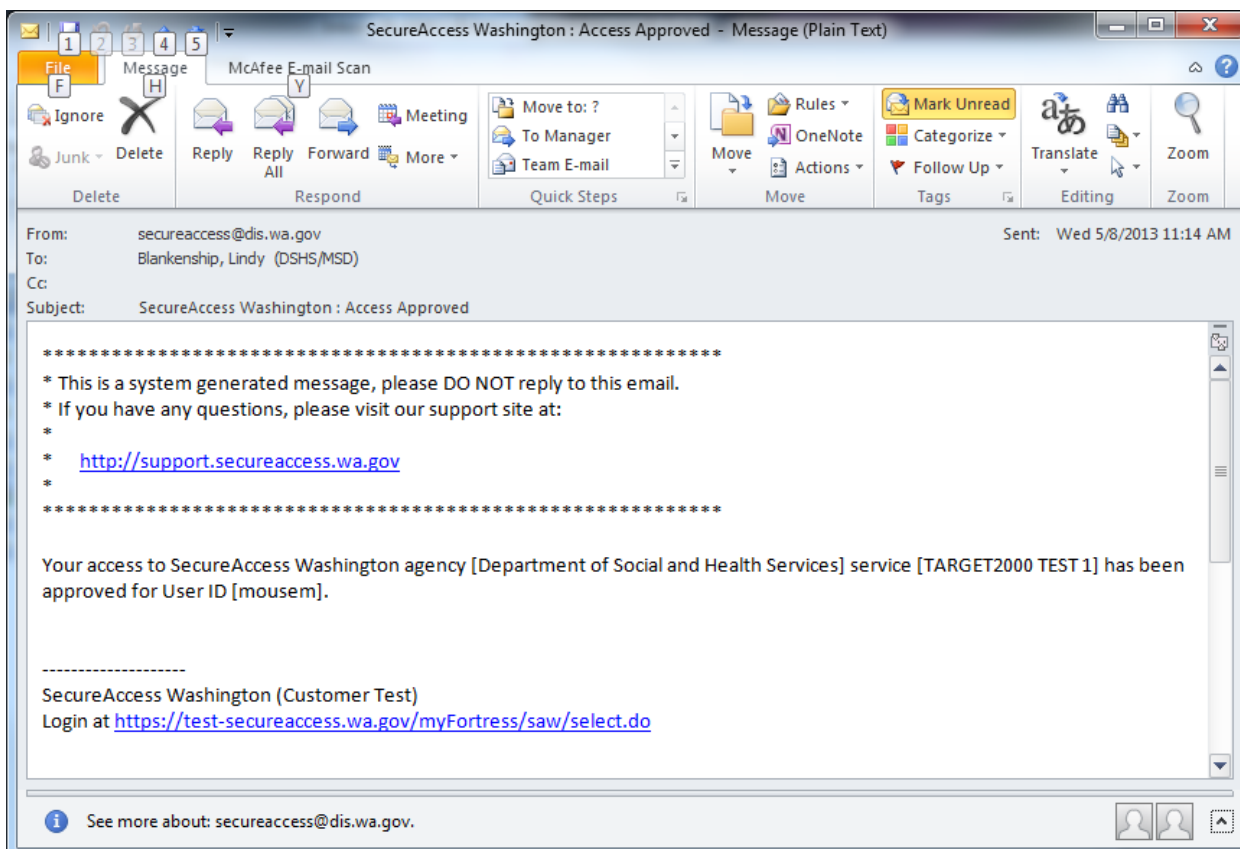 SecureAccess Washington : Access Approved - Message (Plain Text)
1 2 3 4 5
File Message McAfee E-mail Scan
F H Y
Ignore
Junk
Delete
Reply
Reply All
Forward
Meeting
More
Move to: ?
To Manager
Team E-mail
Move
Rules
OneNote
Actions
Mark Unread
Categorize
Follow Up
Translate
Zoom
Delete Respond Quick Steps Move Tags Editing Zoom
From: secureaccess@dis.wa.gov Sent: Wed 5/8/2013 11:14 AM
To: Blankenship, Lindy (DSHS/MSD)
Cc:
Subject: SecureAccess Washington : Access Approved
***********************************************************
* This is a system generated message, please DO NOT reply to this email.
* If you have any questions, please visit our support site at:
*
* http://support.secureaccess.wa.gov
*
***********************************************************
Your access to SecureAccess Washington agency [Department of Social and Health Services] service [TARGET2000 TEST 1] has been
approved for User ID [mousem].
--------------------
SecureAccess Washington (Customer Test)
Login at https://test-secureaccess.wa.gov/myFortress/saw/select.do
See more about: secureaccess@dis.wa.gov.